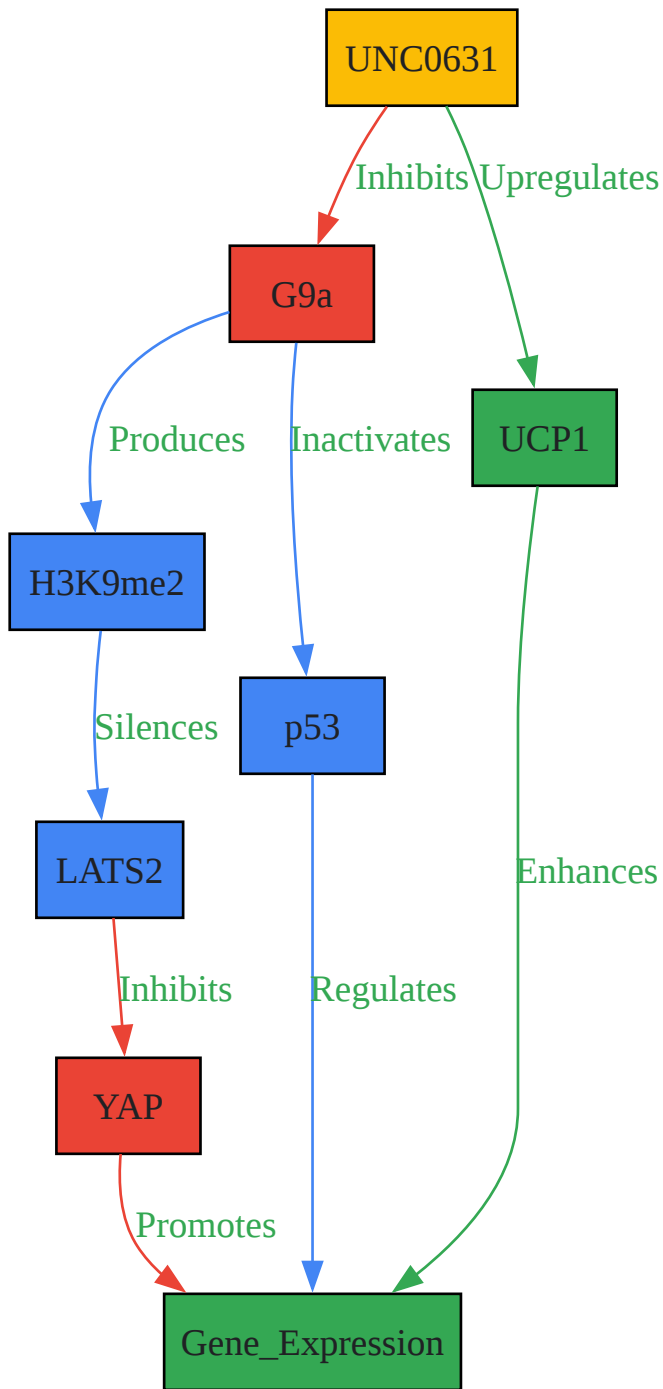 UNC0631
Inhibits
Upregulates
G9a
Produces
Inactivates
UCP1
H3K9me2
Silences
p53
LATS2
Enhances
Inhibits
Regulates
YAP
Promotes
Gene_Expression